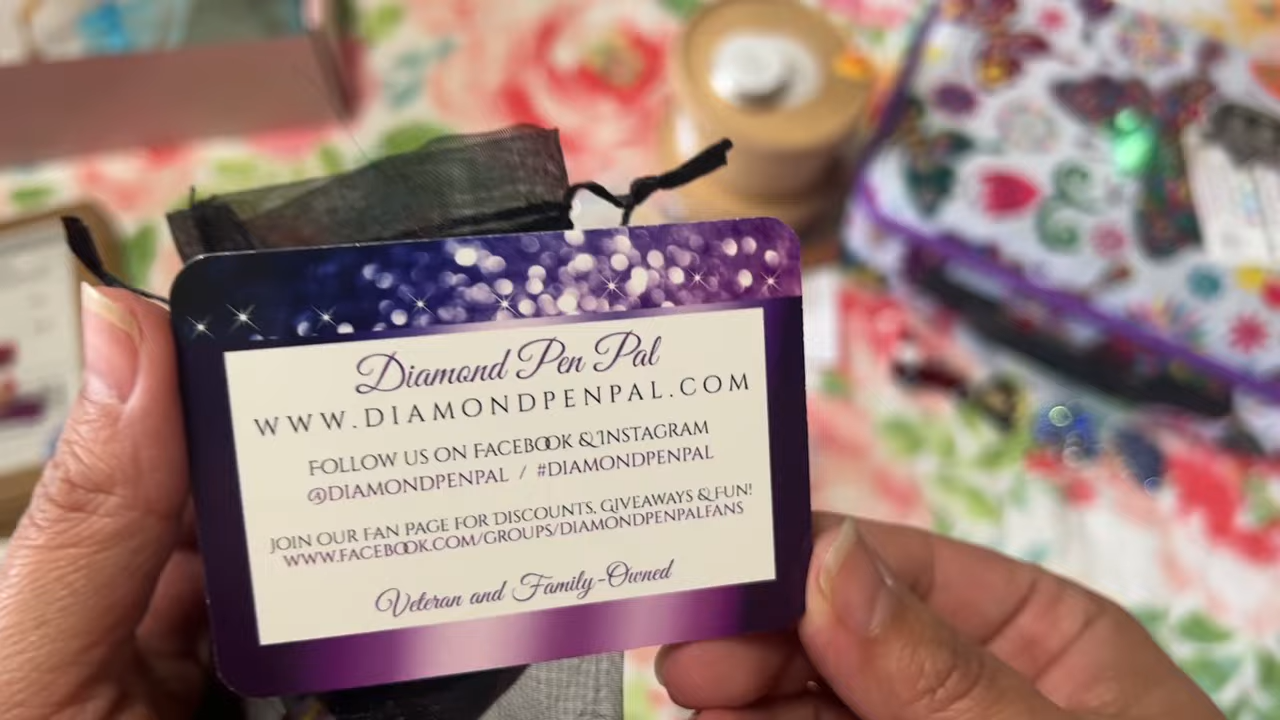 Diamond Pen Pal
WWW.DIAMONDPENPAL.COM
FOLLOW US ON FACEBOOK & INSTAGRAM
@DIAMONDPENPAL / #DIAMONDPENPAL
JOIN OUR FAN PAGE FOR DISCOUNTS, GIVEAWAYS & FUN!
WWW.FACEBOOK.COM/GROUPS/DIAMONDPENPALFANS
Veteran and Family-Owned